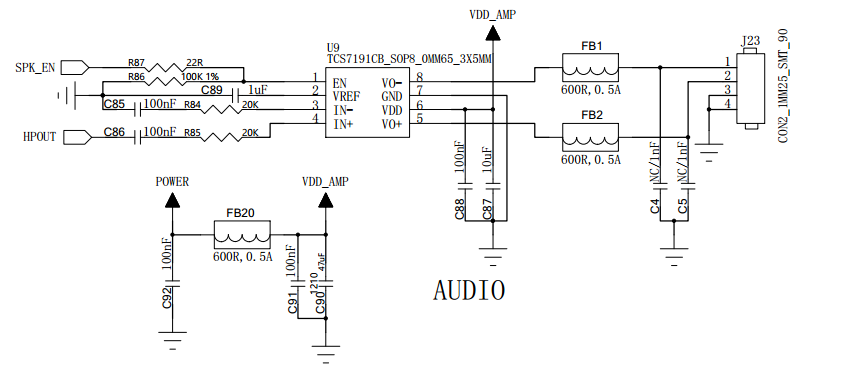 VDD_AMP
U9
TCS7191CB_SOP8_0MM65_3X5MM
FB1
600R,0.5A
J23
CON2_1MM25_SMT_90
1
2
3
4
SPK_EN
R87
22R
R86
100K 1%
C89
1uF
C85
100nF
R84
20K
HPOUT
C86
100nF
R85
20K
1
EN
VO-
8
2
VREF
GND
7
3
IN-
VDD
6
4
IN+
VO+
5
FB2
600R,0.5A
100nF
C88
10uF
C87
NC/1nF
C4
NC/1nF
C5
POWER
VDD_AMP
FB20
600R,0.5A
100nF
C92
100nF
C91
47uF
1210
C90
AUDIO